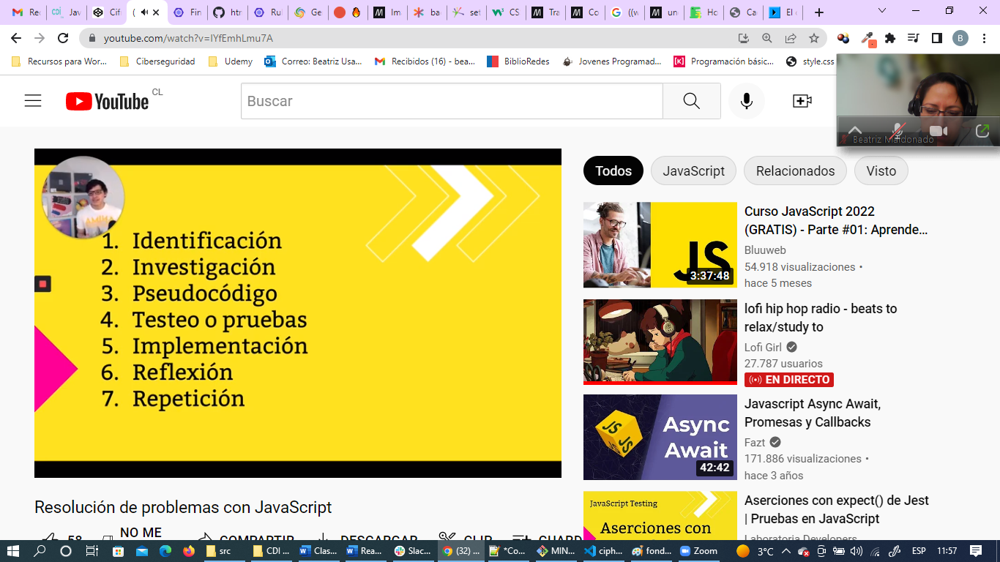 Rec
Jav
Cif
(
Fin
htr
Rul
Ge
Im
ba
set
CS
Tra
Co
((w
un
Ho
Ca
El c
youtube.com/watch?v=IYfEmhLmu7A
B
Recursos para Wor...
Ciberseguridad
Udemy
Correo: Beatriz Usa...
Recibidos (16) - bea...
BiblioRedes
Jovenes Programad...
Programación básic...
style.css
YouTube CL
Buscar
Beatriz Maldonado
1. Identificación
2. Investigación
3. Pseudocódigo
4. Testeo o pruebas
5. Implementación
6. Reflexión
7. Repetición
Resolución de problemas con JavaScript
58
NO ME
COMPARTIR
DESCARGAR
CLIP
GUARD
Todos
JavaScript
Relacionados
Visto
JS
3:37:48
Curso JavaScript 2022
(GRATIS) - Parte #01: Aprende...
Bluuweb
54.918 visualizaciones •
hace 5 meses
lofi hip hop radio - beats to
relax/study to
Lofi Girl
27.787 usuarios
EN DIRECTO
JS
JS
Async
Await
42:42
Javascript Async Await,
Promesas y Callbacks
Fazt
171.886 visualizaciones •
hace 3 años
JavaScript Testing
Aserciones con
Aserciones con expect() de Jest
| Pruebas en JavaScript
Laboratoria Developers
src
CDI ...
Clas...
Rea...
Slac...
(32) ...
*Co...
MIN...
ciph...
fond...
Zoom
3°C
ESP
11:57